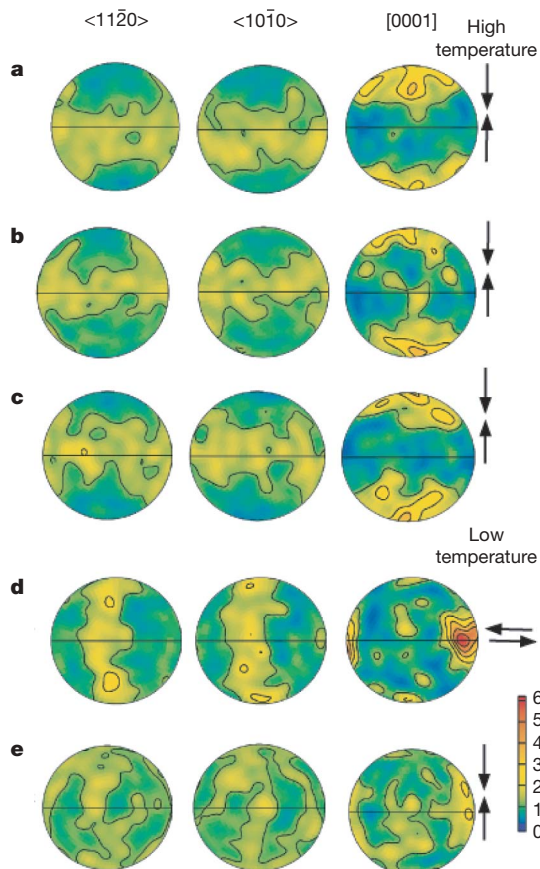 <112̄0> <101̄0> [0001]
High
temperature
a
b
c
Low
temperature
d
e
6
5
4
3
2
1
0